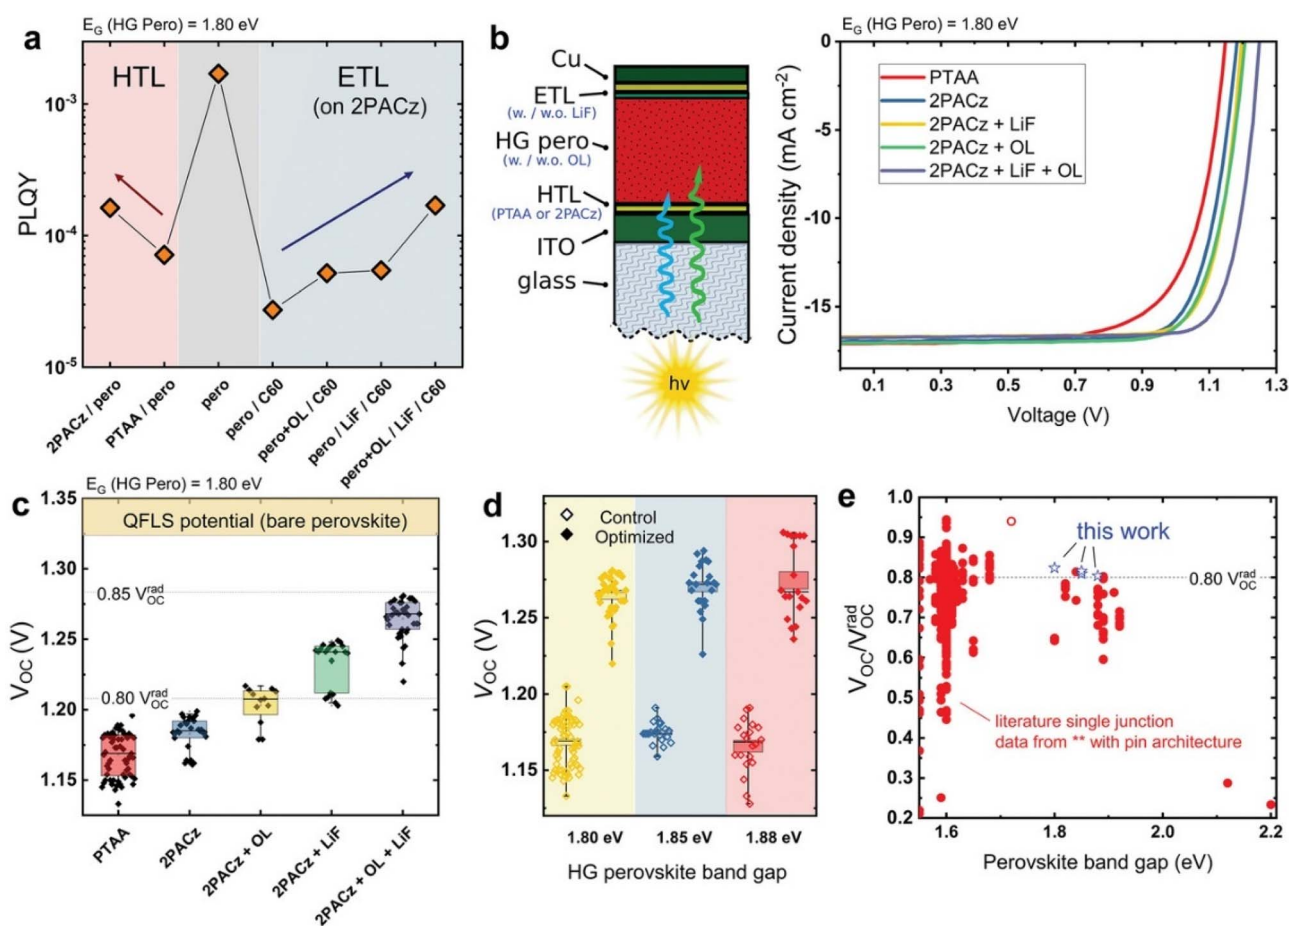 a
E_G (HG Pero) = 1.80 eV
HTL
ETL
(on 2PACz)
PLQY
10⁻³
10⁻⁴
10⁻⁵
2PACz / pero
PTAA / pero
pero
pero / C60
pero+OL / C60
pero / LiF / C60
pero+OL / LiF / C60
b
Cu
ETL
(w. / w.o. LiF)
HG pero
(w. / w.o. OL)
HTL
(PTAA or 2PACz)
ITO
glass
hv
E_G (HG Pero) = 1.80 eV
PTAA
2PACz
2PACz + LiF
2PACz + OL
2PACz + LiF + OL
Current density (mA cm⁻²)
0
-5
-10
-15
0.1 0.3 0.5 0.7 0.9 1.1 1.3
Voltage (V)
c
E_G (HG Pero) = 1.80 eV
QFLS potential (bare perovskite)
0.85 V_OC^rad
0.80 V_OC^rad
V_OC (V)
1.35
1.30
1.25
1.20
1.15
PTAA
2PACz
2PACz + OL
2PACz + LiF
2PACz + OL + LiF
d
Control
Optimized
V_OC (V)
1.30
1.25
1.20
1.15
1.80 eV 1.85 eV 1.88 eV
HG perovskite band gap
e
this work
0.80 V_OC^rad
literature single junction
data from ** with pin architecture
V_OC/V_OC^rad
1.0
0.9
0.8
0.7
0.6
0.5
0.4
0.3
0.2
1.6 1.8 2.0 2.2
Perovskite band gap (eV)